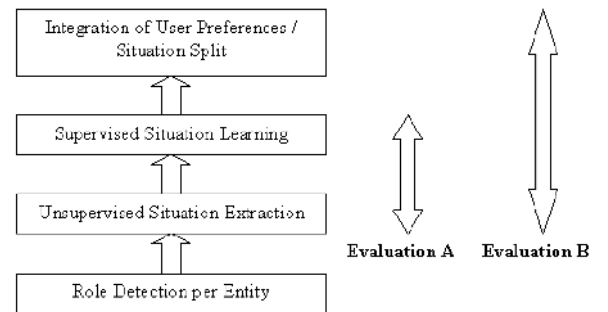 Integration of User Preferences /
Situation Split
Supervised Situation Learning
Unsupervised Situation Extraction
Evaluation A Evaluation B
Role Detection per Entity